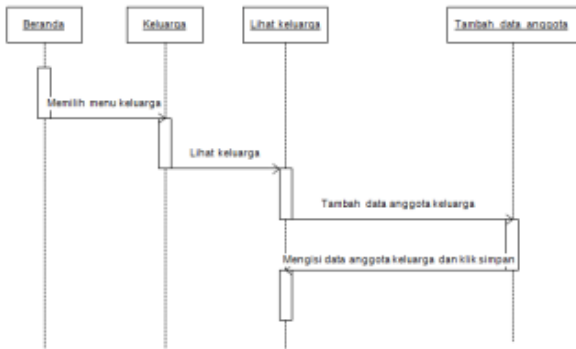 Beranda
Keluarga
Lihat keluarga
Tambah data anggota
Memilih menu keluarga
Lihat keluarga
Tambah data anggota keluarga
Mengisi data anggota keluarga dan klik simpan